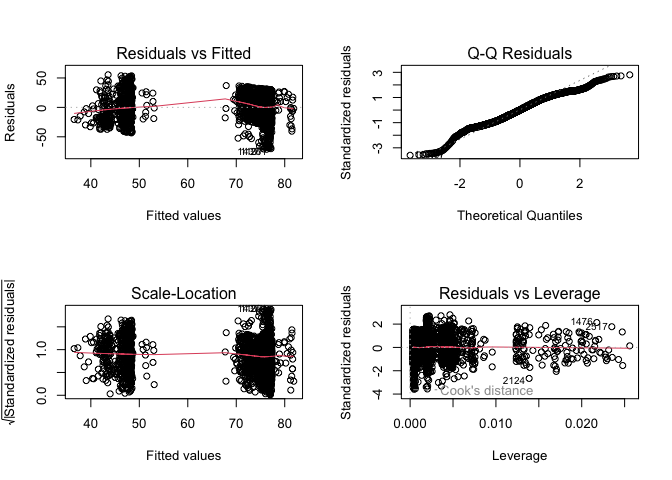 Residuals vs Fitted
Residuals
50
0
-50
40 50 60 70 80
Fitted values
Q-Q Residuals
Standardized residuals
3
1
-1
-3
-2 0 2
Theoretical Quantiles
Scale-Location
√|Standardized residuals|
1.0
0.0
40 50 60 70 80
Fitted values
Residuals vs Leverage
Standardized residuals
2
0
-2
-4
1476
2517
2124
Cook's distance
0.000 0.010 0.020
Leverage